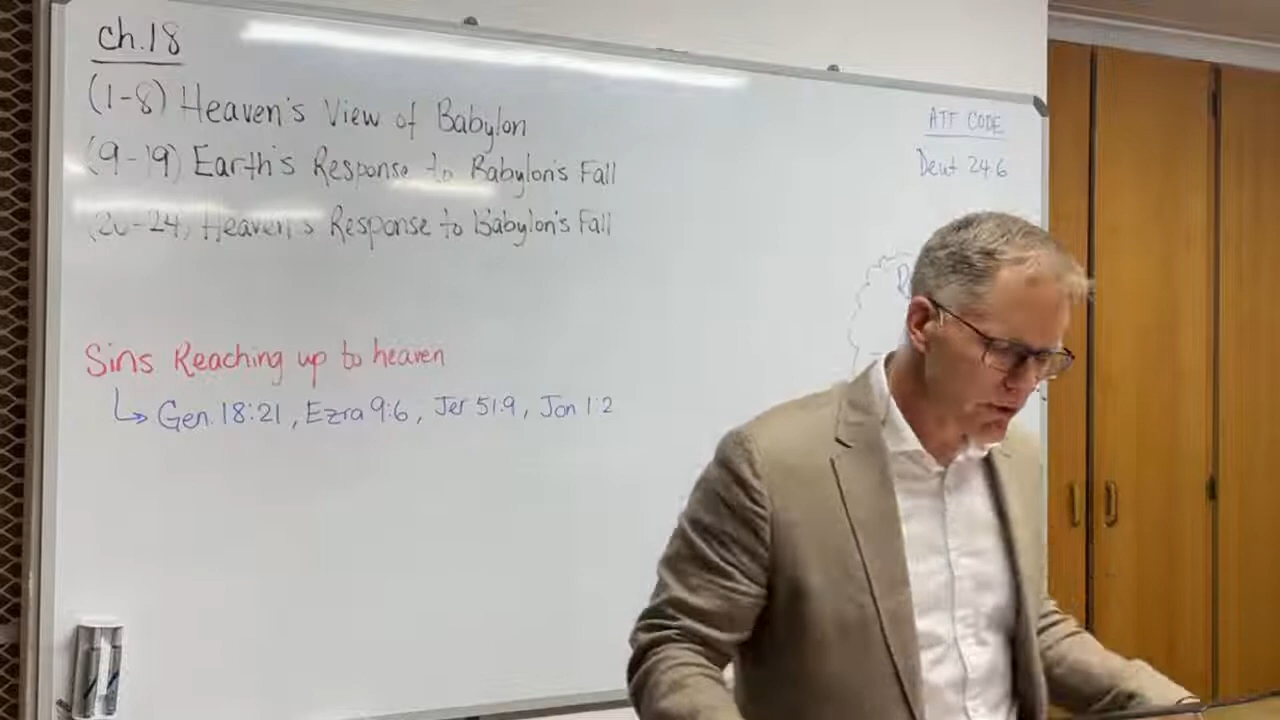 ch.18
(1-8) Heaven's View of Babylon
(9-19) Earth's Response to Babylon's Fall
(20-24) Heaven's Response to Babylon's Fall
Sins Reaching up to heaven
Gen. 18:21, Ezra 9:6, Jer 51:9, Jon 1:2
ATF CODE
Deut 24:6